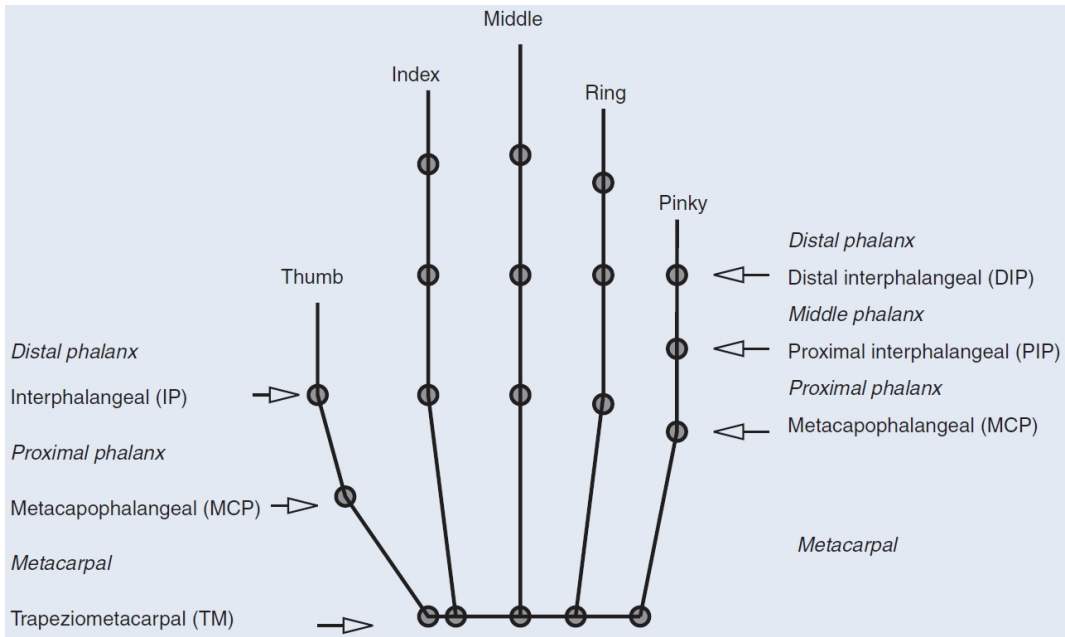 Middle
Index
Ring
Pinky
Thumb
Distal phalanx
Interphalangeal (IP)
Proximal phalanx
Metacapophalangeal (MCP)
Metacarpal
Trapeziometacarpal (TM)
Distal phalanx
Distal interphalangeal (DIP)
Middle phalanx
Proximal interphalangeal (PIP)
Proximal phalanx
Metacapophalangeal (MCP)
Metacarpal